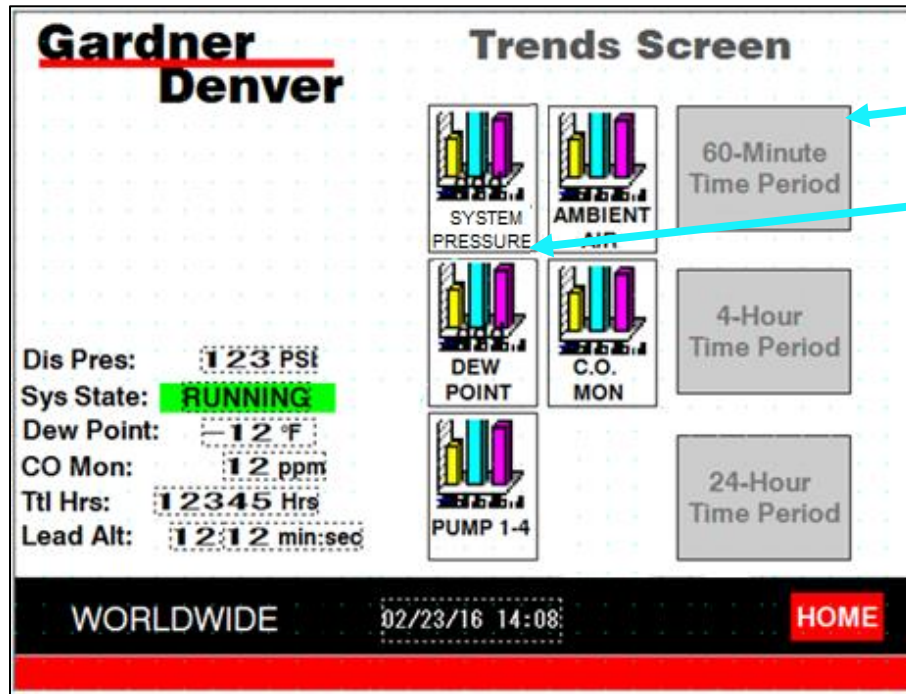 Gardner
Denver
Trends Screen
SYSTEM
PRESSURE
AMBIENT
AIR
60-Minute
Time Period
DEW
POINT
C.O.
MON
4-Hour
Time Period
PUMP 1-4
24-Hour
Time Period
Dis Pres: 123 PSI
Sys State: RUNNING
Dew Point: -12 °F
CO Mon: 12 ppm
Ttl Hrs: 12345 Hrs
Lead Alt: 12:12 min:sec
WORLDWIDE 02/23/16 14:08 HOME